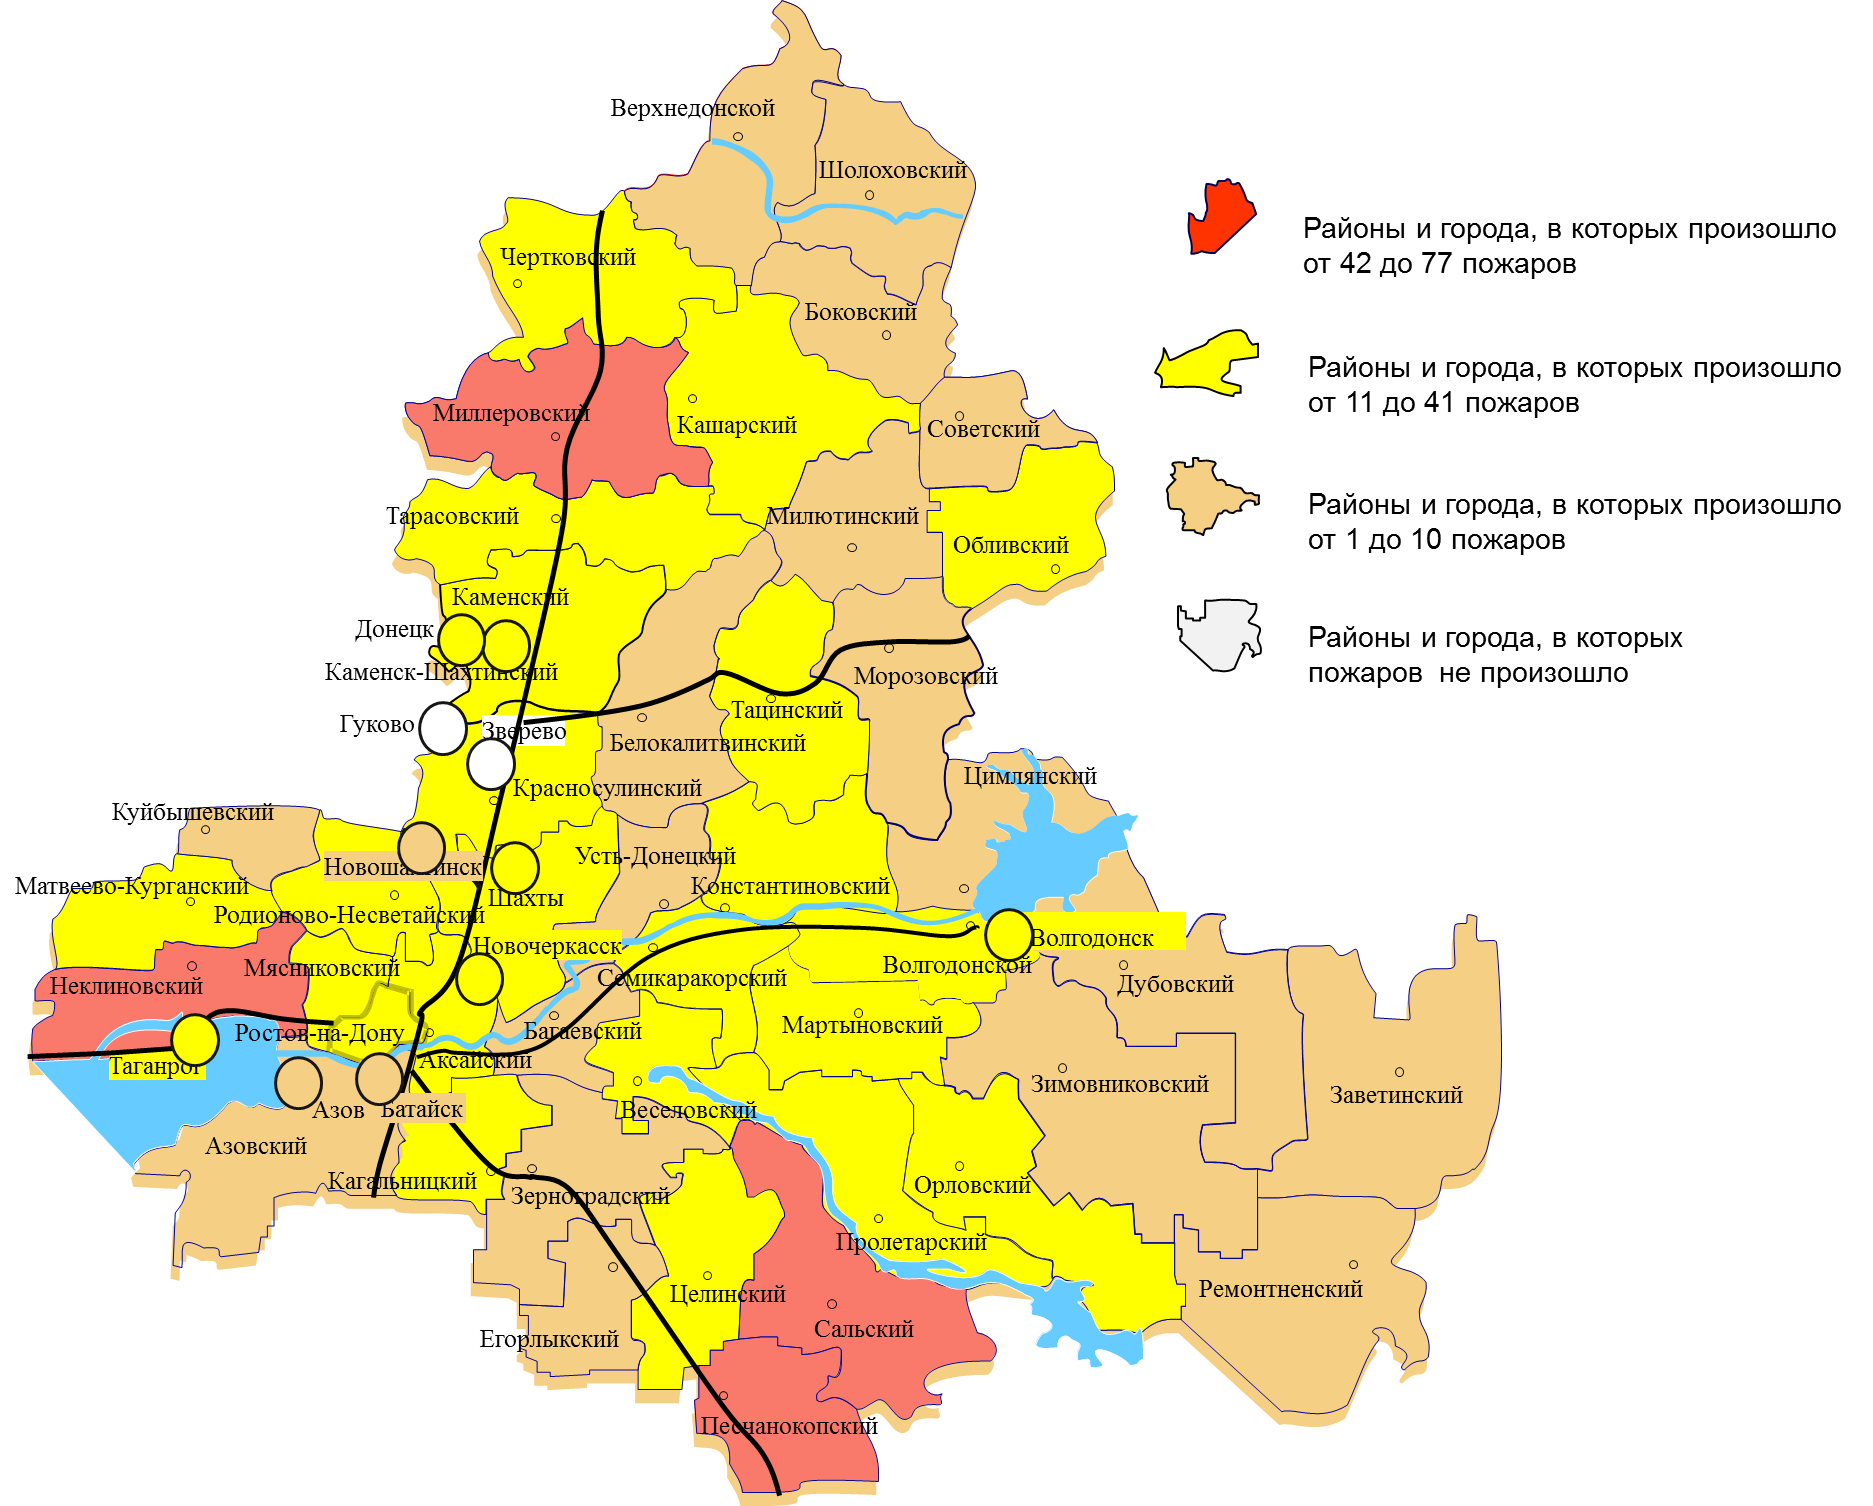 Верхнедонской
Шолоховский
Районы и города, в которых произошло
от 42 до 77 пожаров
Чертковский
Боковский
Районы и города, в которых произошло
от 11 до 41 пожаров
Миллеровский
Кашарский
Советский
Тарасовский
Милютинский
Районы и города, в которых произошло
от 1 до 10 пожаров
Обливский
Каменский
Донецк
Районы и города, в которых
пожаров не произошло
Каменск-Шахтинский
Морозовский
Тацинский
Гуково
Зверево
Белокалитвинский
Цимлянский
Красносулинский
Куйбышевский
Усть-Донецкий
Новошахтинск
Матвеево-Курганский
Константиновский
Шахты
Родионово-Несветайский
Новочеркасск
Волгодонск
Мясниковский
Волгодонской
Неклиновский
Семикаракорский
Дубовский
Ростов-на-Дону
Багаевский
Мартыновский
Таганрог
Аксайский
Зимовниковский
Заветинский
Азов
Батайск
Веселовский
Азовский
Кагальницкий
Зерноградский
Орловский
Пролетарский
Целинский
Ремонтненский
Егорлыкский
Сальский
Песчанокопский